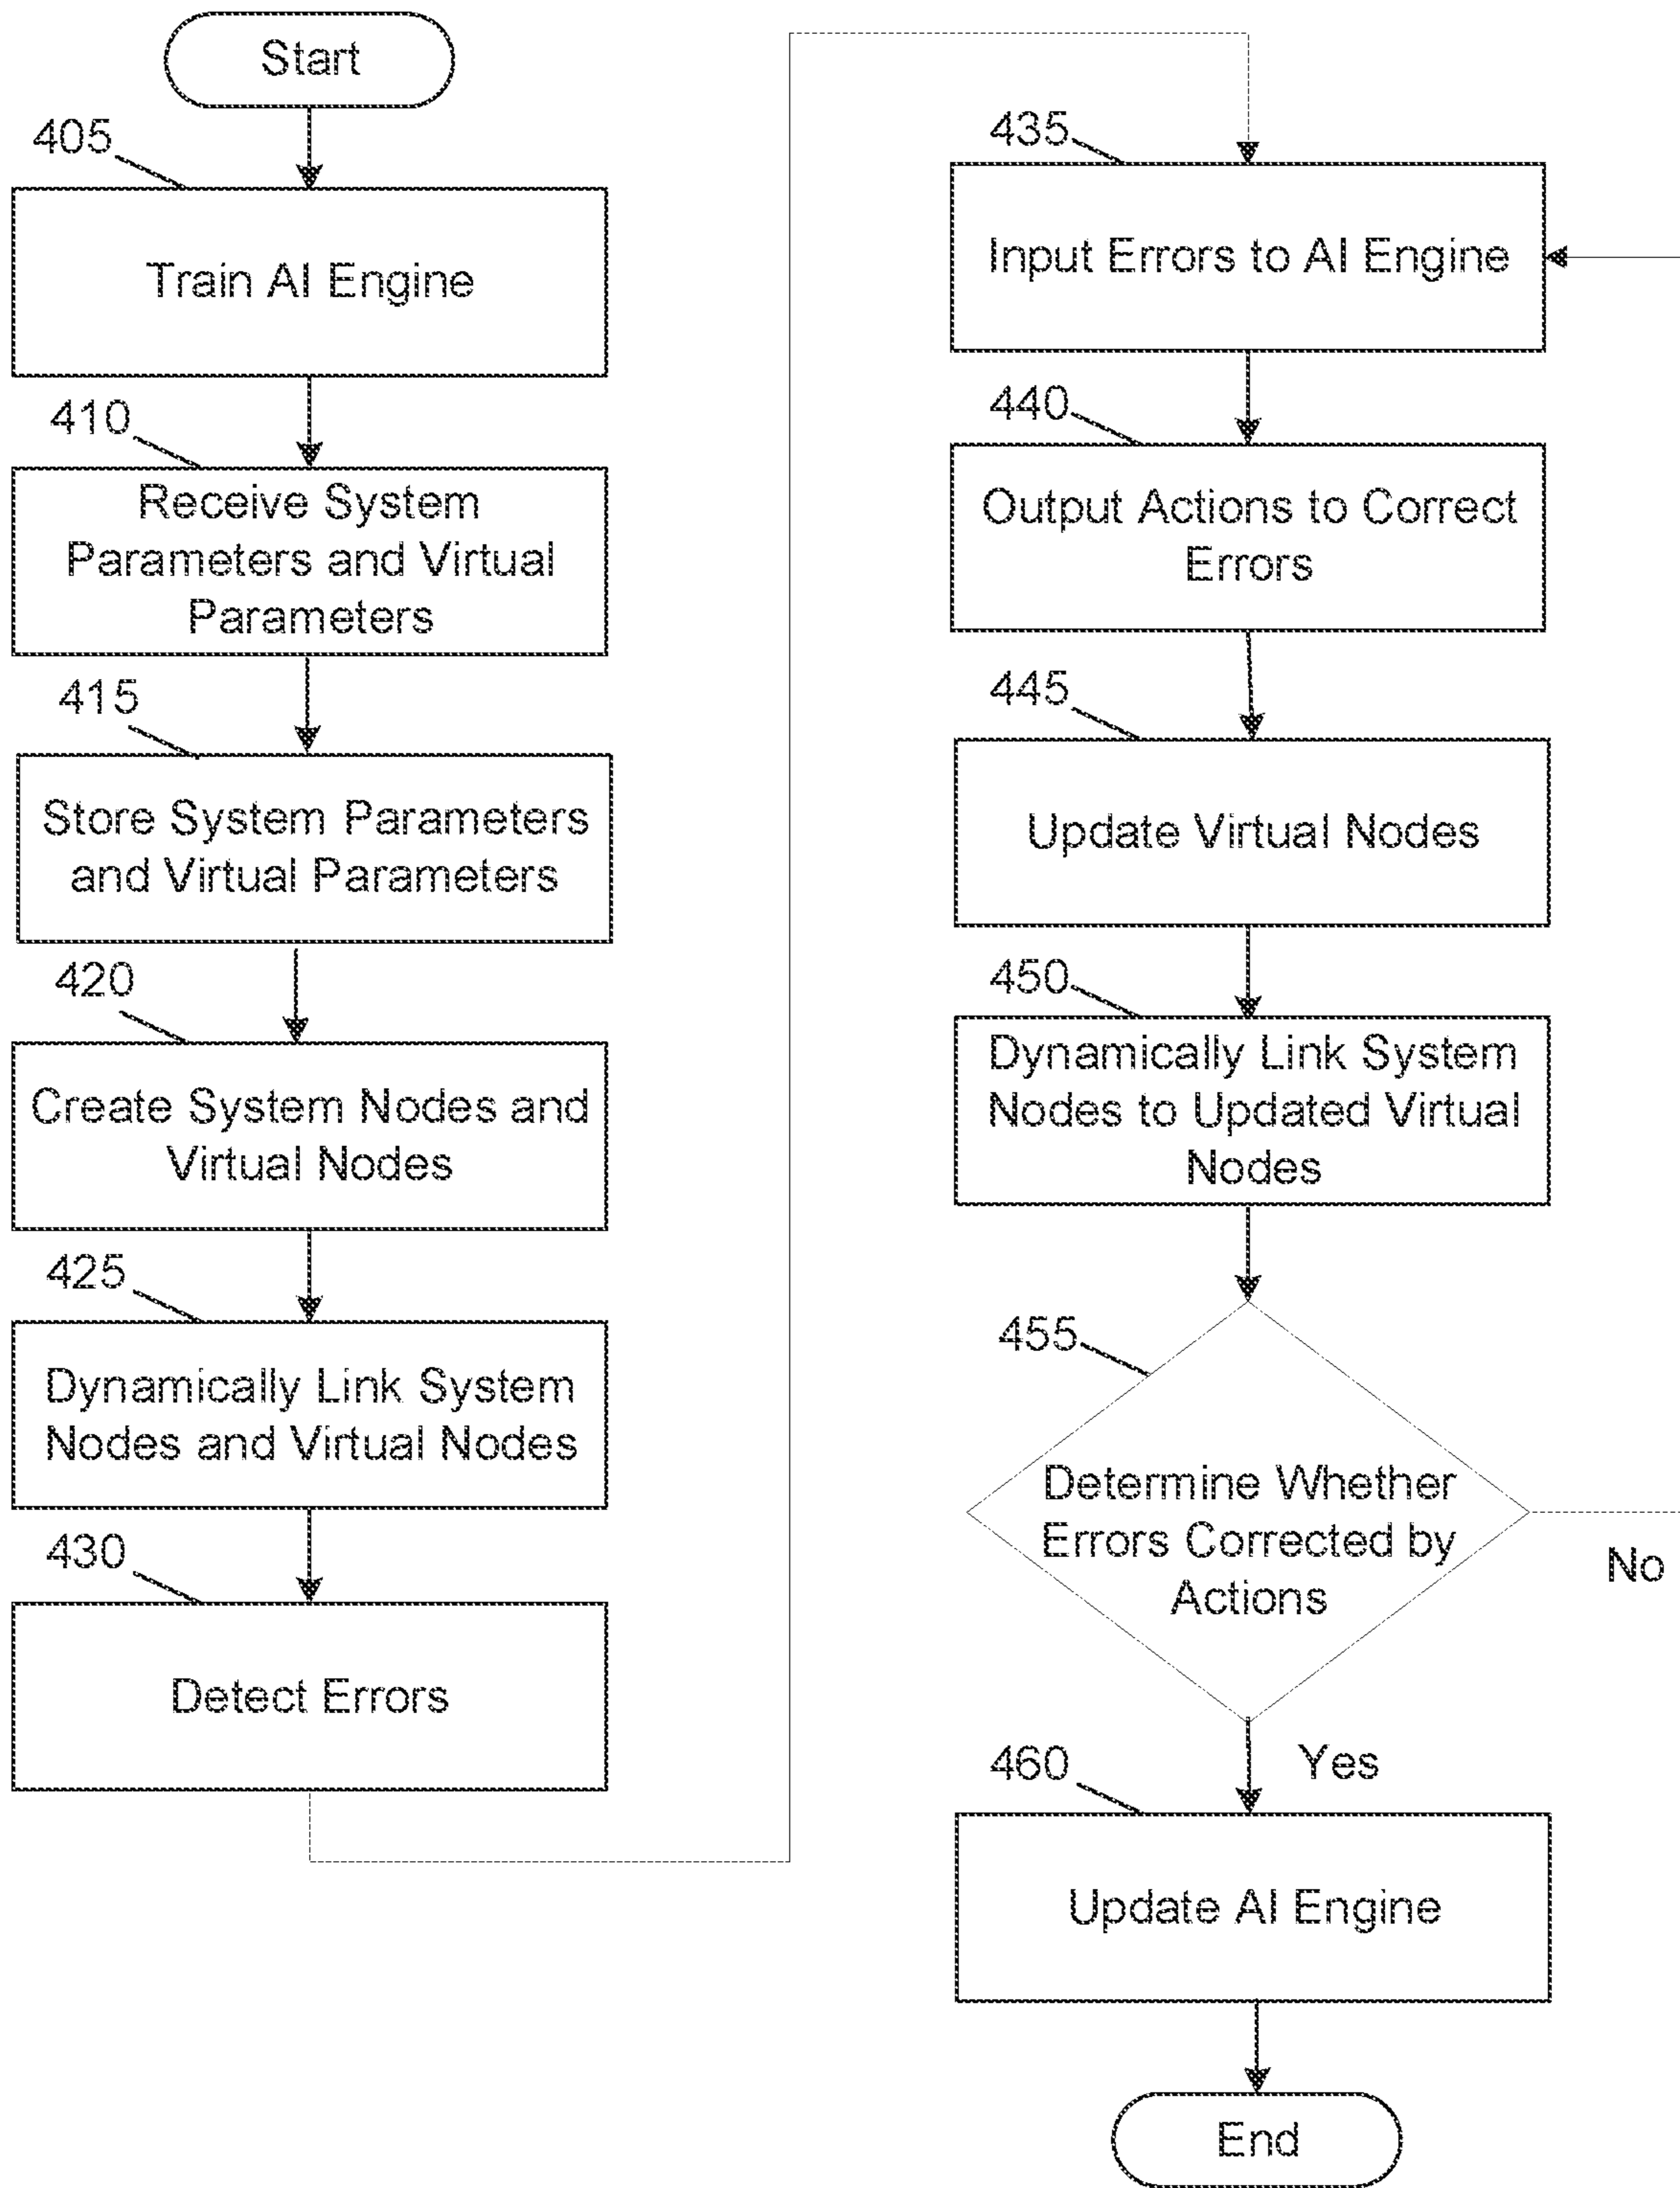 Start
405
Train AI Engine
410
Receive System
Parameters and Virtual
Parameters
415
Store System Parameters
and Virtual Parameters
420
Create System Nodes and
Virtual Nodes
425
Dynamically Link System
Nodes and Virtual Nodes
430
Detect Errors
435
Input Errors to AI Engine
440
Output Actions to Correct
Errors
445
Update Virtual Nodes
450
Dynamically Link System
Nodes to Updated Virtual
Nodes
455
Determine Whether
Errors Corrected by
Actions
No
Yes
460
Update AI Engine
End